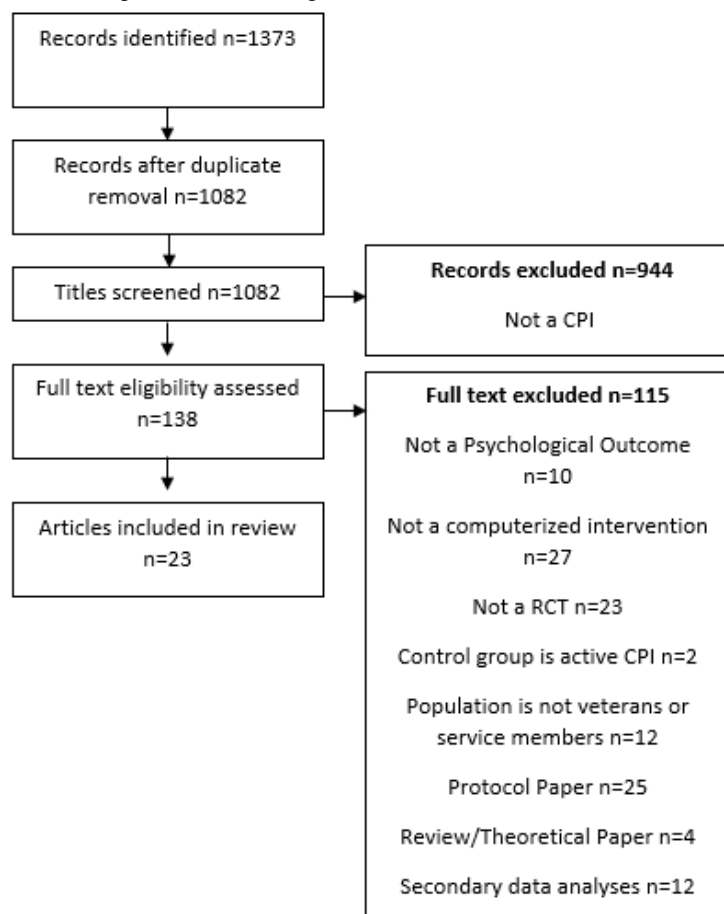 Records identified n=1373
Records after duplicate
removal n=1082
Titles screened n=1082
Records excluded n=944
Not a CPI
Full text eligibility assessed
n=138
Full text excluded n=115
Not a Psychological Outcome
n=10
Not a computerized intervention
n=27
Not a RCT n=23
Control group is active CPI n=2
Population is not veterans or
service members n=12
Protocol Paper n=25
Review/Theoretical Paper n=4
Secondary data analyses n=12
Articles included in review
n=23